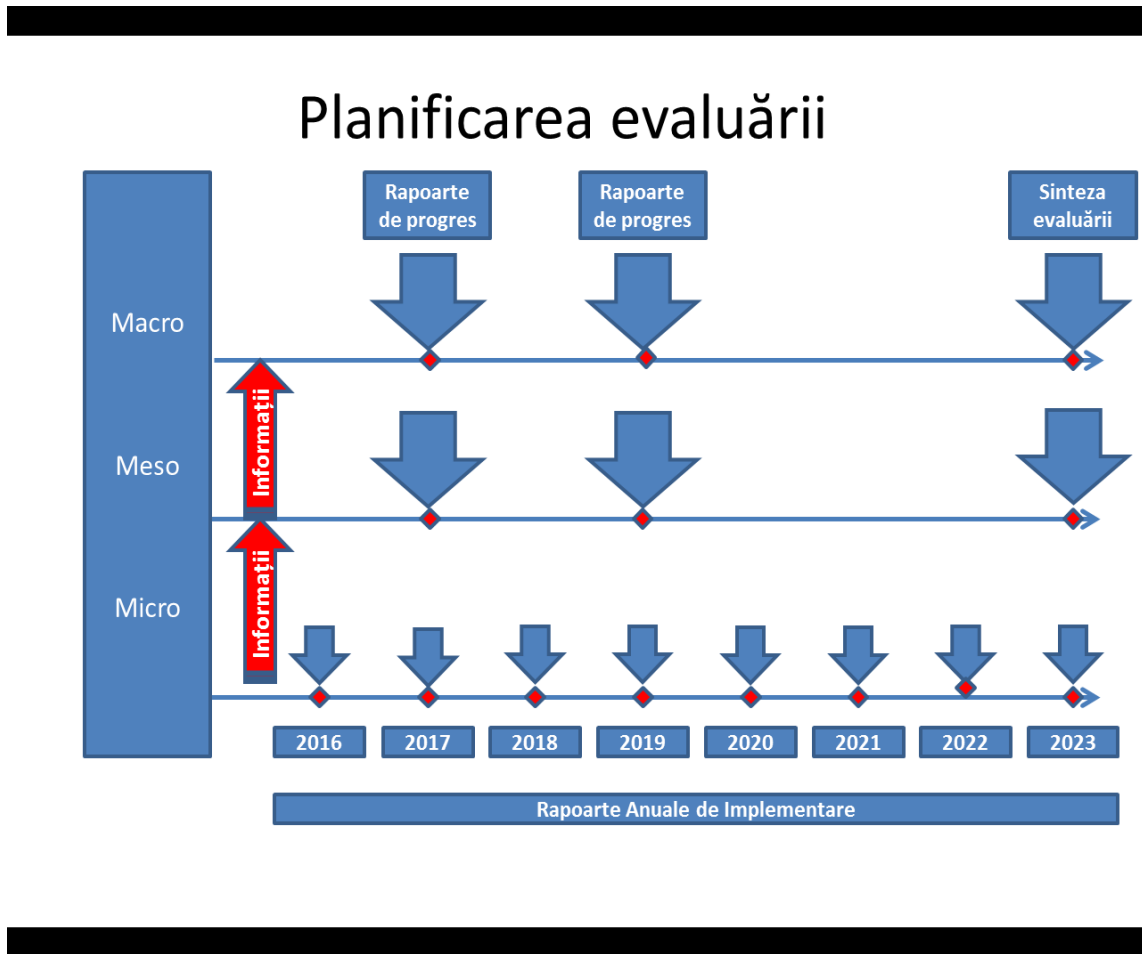 Planificarea evaluării
Rapoarte
de progres
Rapoarte
de progres
Sinteza
evaluării
Macro
Informații
Meso
Informații
Micro
2016
2017
2018
2019
2020
2021
2022
2023
Rapoarte Anuale de Implementare